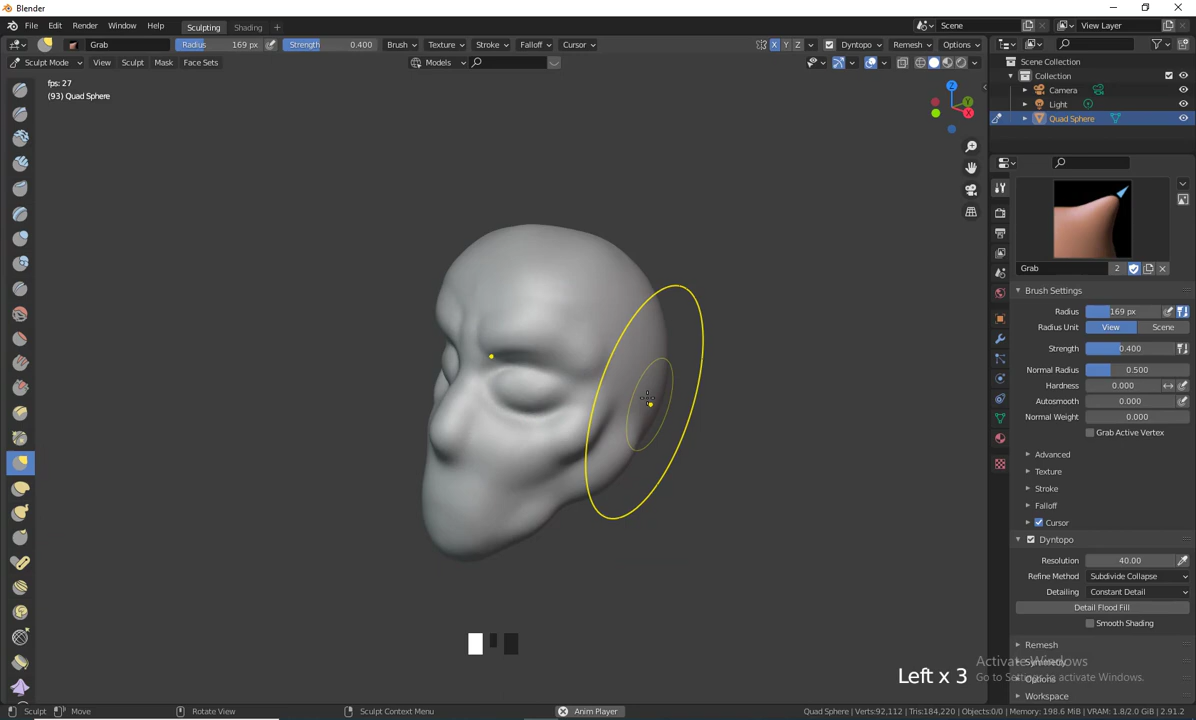 Blender
File Edit Render Window Help Sculpting Shading + Scene View Layer
Grab Radius 169 px Strength 0.400 Brush Texture Stroke Falloff Cursor X Y Z Dyntopo Remesh Options
Sculpt Mode View Sculpt Mask Face Sets Models
fps: 27
(93) Quad Sphere
Z
Y
X
Scene Collection
Collection
Camera
Light
Quad Sphere
Grab 2
Brush Settings
Radius 169 px
Radius Unit View Scene
Strength 0.400
Normal Radius 0.500
Hardness 0.000
Autosmooth 0.000
Normal Weight 0.000
Grab Active Vertex
Advanced
Texture
Stroke
Falloff
Cursor
Dyntopo
Resolution 40.00
Refine Method Subdivide Collapse
Detailing Constant Detail
Detail Flood Fill
Smooth Shading
Remesh
Symmetry
Options
Workspace
Activate Windows
Go to Settings to activate Windows.
Left x 3
Sculpt Move Rotate View Sculpt Context Menu Anim Player Quad Sphere | Verts:92,112 | Tris:184,220 | Objects:0/0 | Memory: 198.6 MiB | VRAM: 1.8/2.0 GiB | 2.91.2